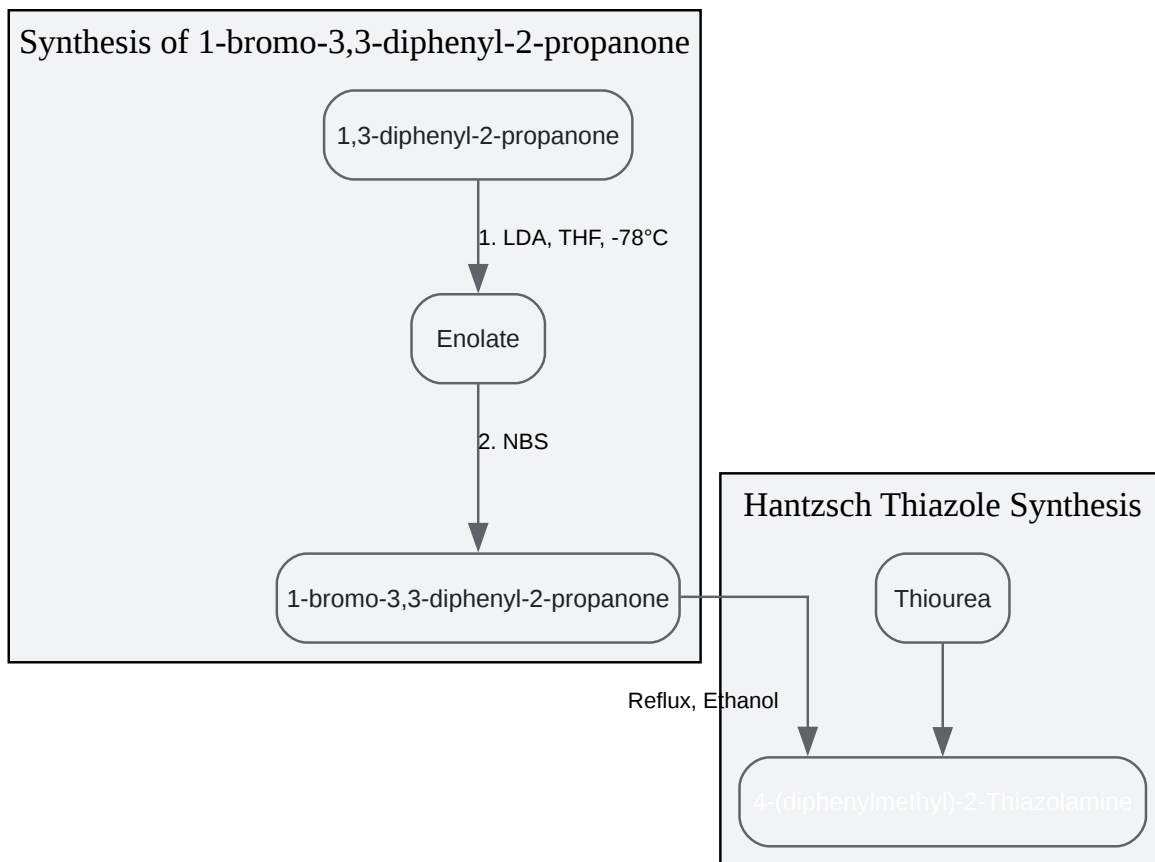 Synthesis of 1-bromo-3,3-diphenyl-2-propanone
1,3-diphenyl-2-propanone
1. LDA, THF, -78°C
Enolate
2. NBS
1-bromo-3,3-diphenyl-2-propanone
Hantzsch Thiazole Synthesis
Thiourea
Reflux, Ethanol
4-(diphenylmethyl)-2-Thiazolamine